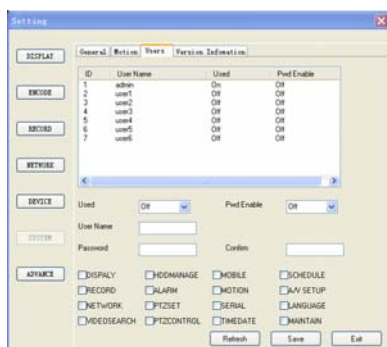 Setting
DISPLAY
ENCODE
RECORD
NETWORK
DEVICE
SYSTEM
ADVANCE
General Motion Users Version Infomation
ID User Name Used Pwd Enable
1 admin On Off
2 user1 Off Off
3 user2 Off Off
4 user3 Off Off
5 user4 Off Off
6 user5 Off Off
7 user6 Off Off
Used Off Pwd Enable Off
User Name
Password Confirm
DISPALY HDDMANAGE MOBILE SCHEDULE
RECORD ALARM MOTION A/V SETUP
NETWORK PTZSET SERIAL LANGUAGE
VIDEOSEARCH PTZCONTROL TIMEDATE MAINTAIN
Refresh Save Exit